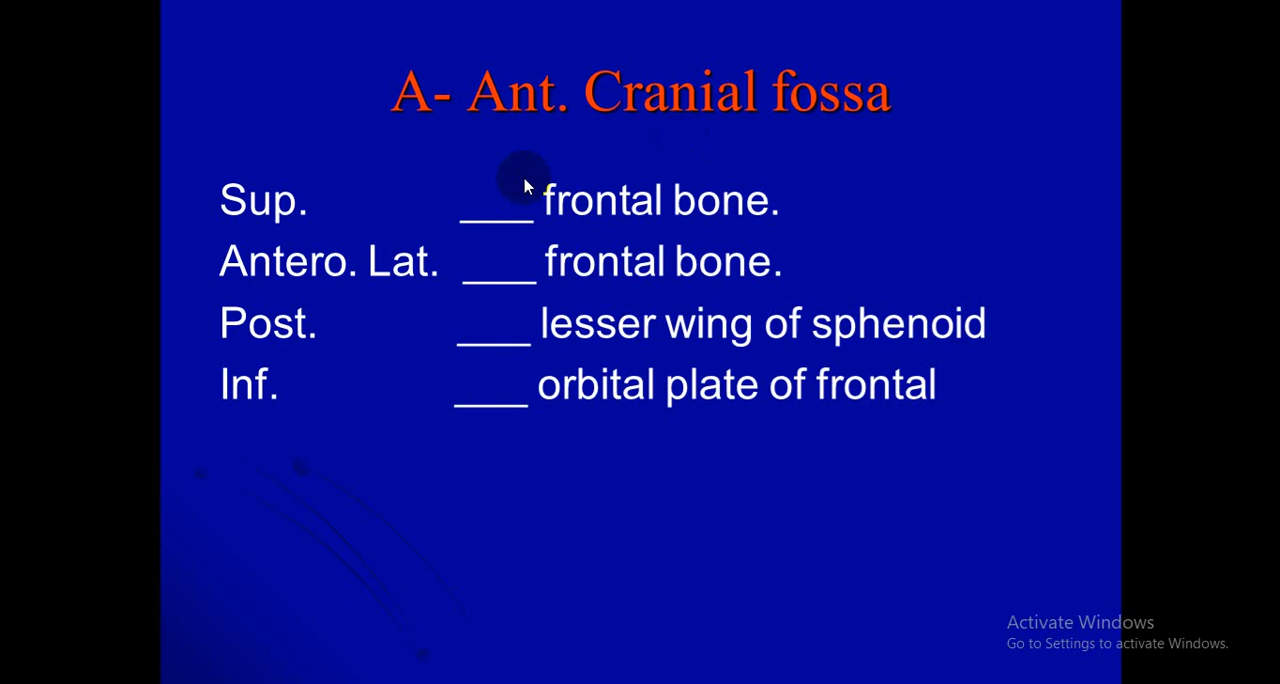 A- Ant. Cranial fossa
Sup. ____ frontal bone.
Antero. Lat. ____ frontal bone.
Post. ____ lesser wing of sphenoid
Inf. ____ orbital plate of frontal
Activate Windows
Go to Settings to activate Windows.